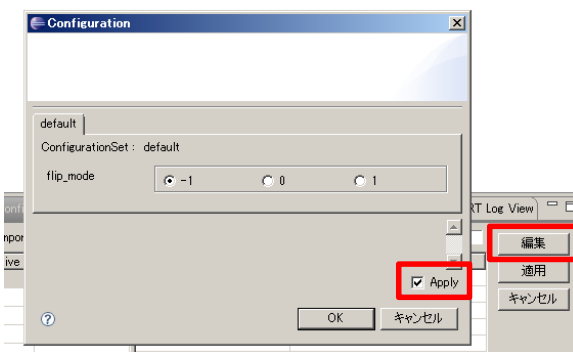 Configuration
default
ConfigurationSet : default
flip_mode
-1
0
1
RT Log View
編集
ive
適用
Apply
キャンセル
OK
キャンセル